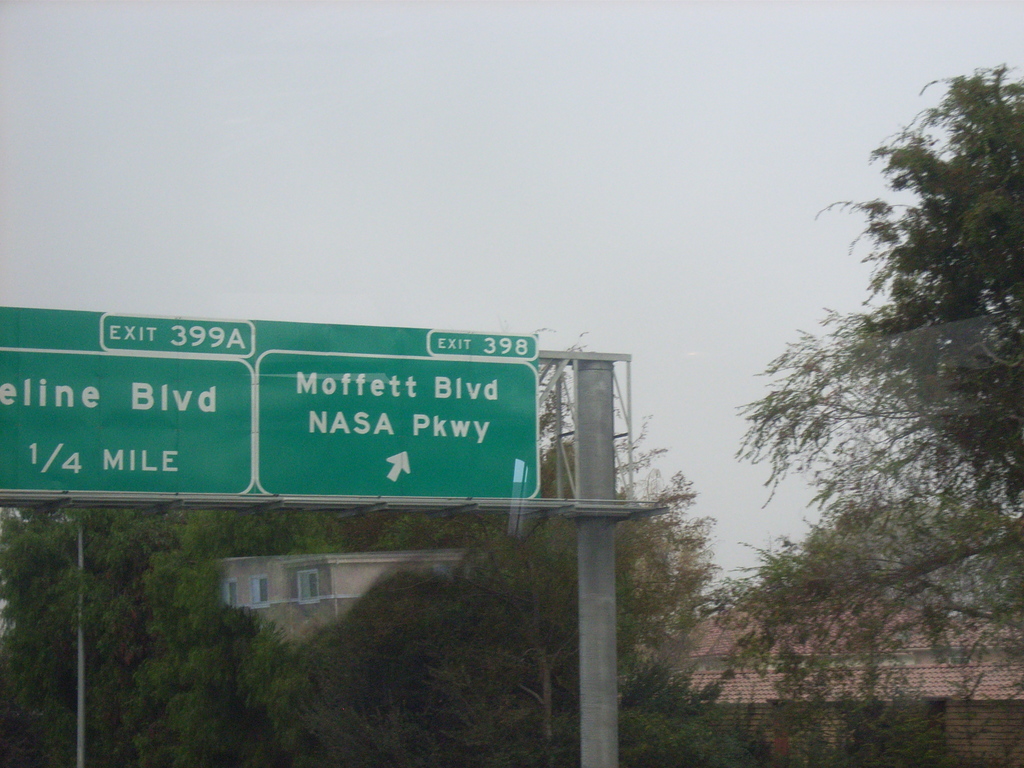 EXIT 399A
eline Blvd
1/4 MILE
EXIT 398
Moffett Blvd
NASA Pkwy